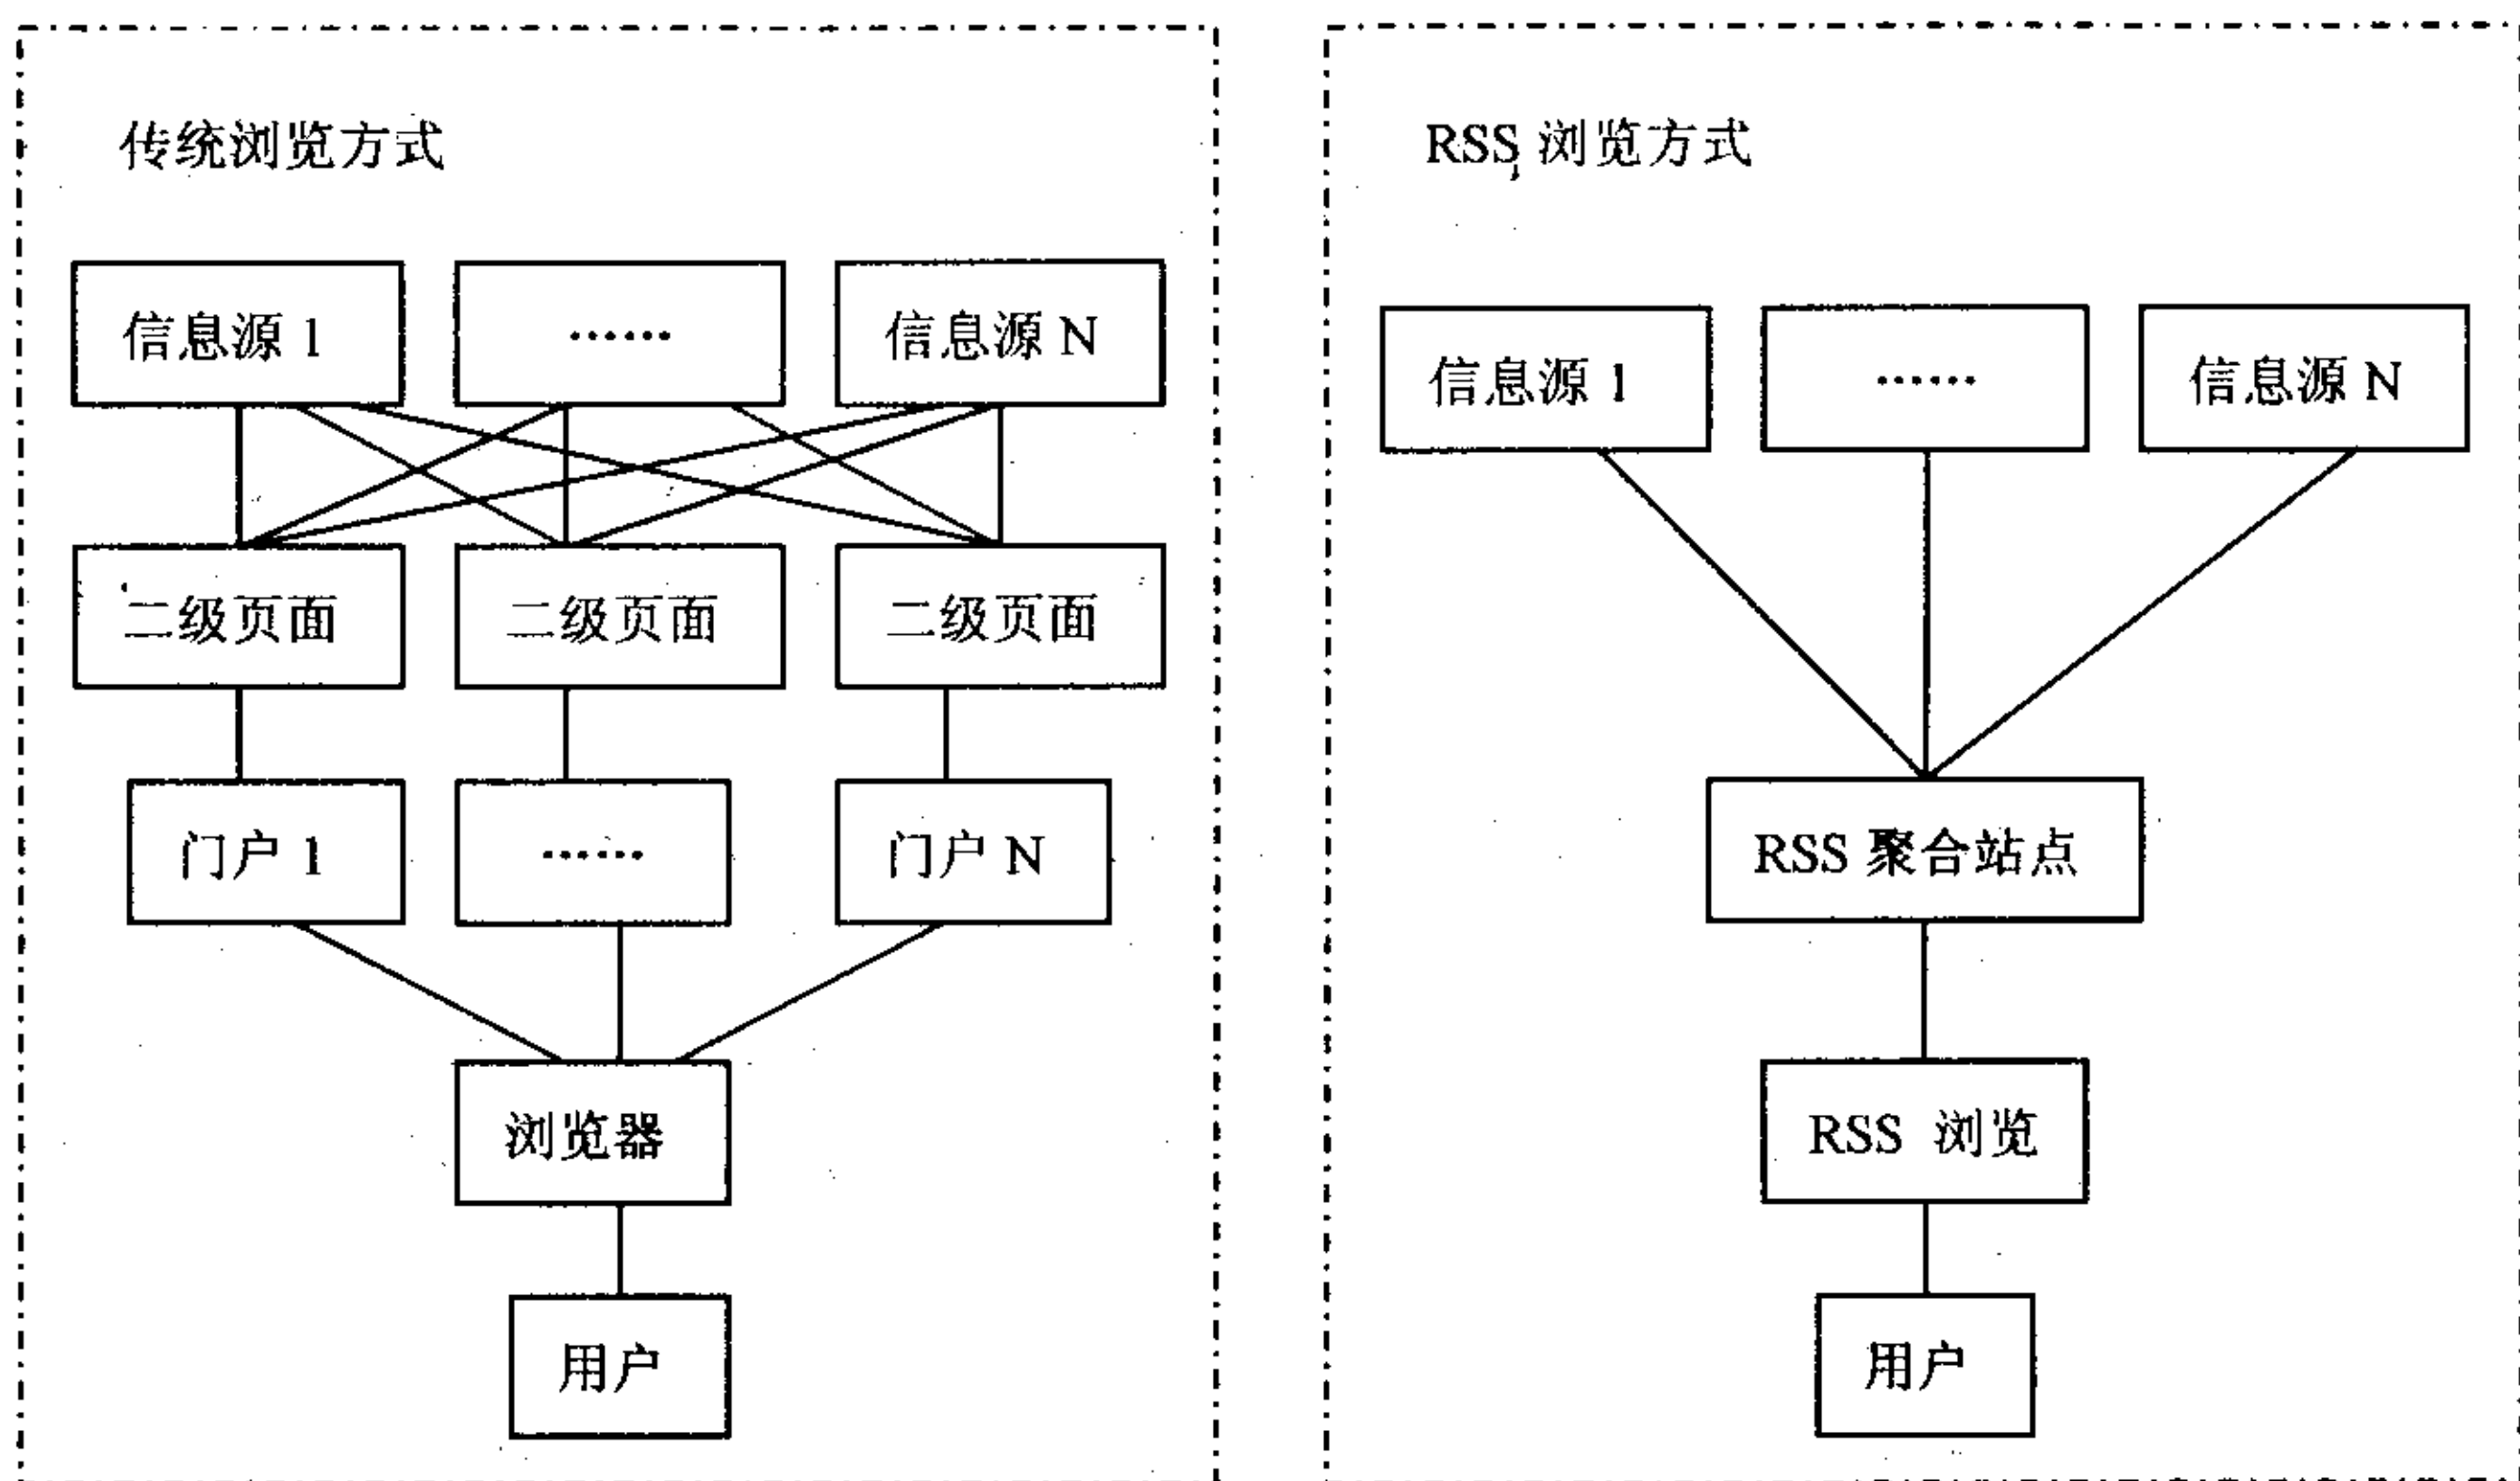 传统浏览方式
信息源 1
……
信息源 N
二级页面
二级页面
二级页面
门户 1
……
门户 N
浏览器
用户
RSS 浏览方式
信息源 1
……
信息源 N
RSS 聚合站点
RSS 浏览
用户